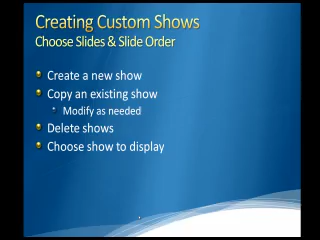 Creating Custom Shows
Choose Slides & Slide Order
Create a new show
Copy an existing show
Modify as needed
Delete shows
Choose show to display